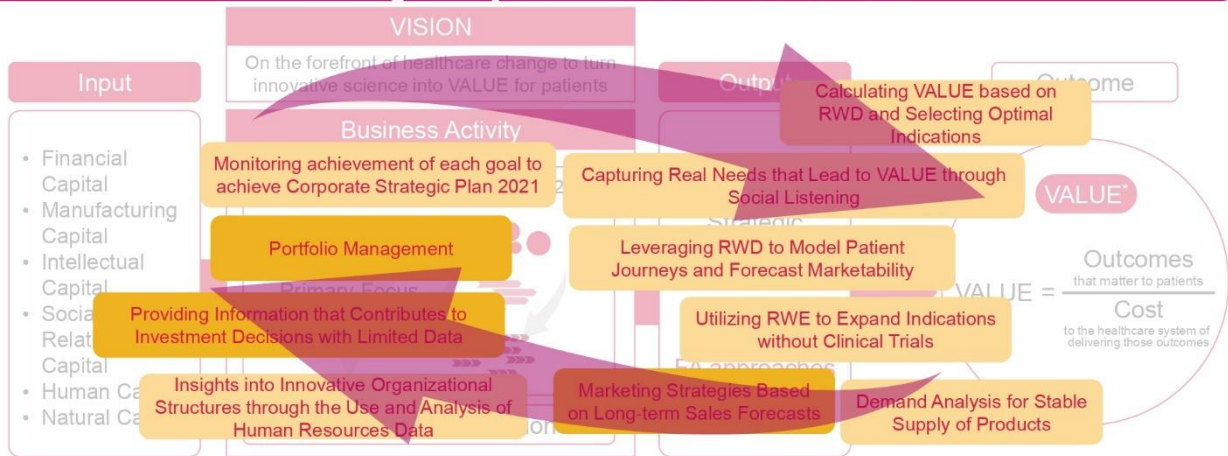 VISION
On the forefront of healthcare change to turn
innovative science into VALUE for patients
Input
Output
Outcome
Business Activity
• Financial
Capital
• Manufacturing
Capital
• Intellectual
Capital
• Social
Capital
• Human
• Natural
Calculating VALUE based on
RWD and Selecting Optimal
Indications
Monitoring achievement of each goal to
achieve Corporate Strategic Plan 2021
Capturing Real Needs that Lead to VALUE through
Social Listening
Strategic
VALUE*
Portfolio Management
Leveraging RWD to Model Patient
Journeys and Forecast Marketability
Primary Focus
VALUE =
Outcomes
that matter to patients
Cost
to the healthcare system of
delivering those outcomes
Providing Information that Contributes to
Investment Decisions with Limited Data
Utilizing RWE to Expand Indications
without Clinical Trials
FA approaches
Insights into Innovative Organizational
Structures through the Use and Analysis of
Human Resources Data
Marketing Strategies Based
on Long-term Sales Forecasts
Demand Analysis for Stable
Supply of Products